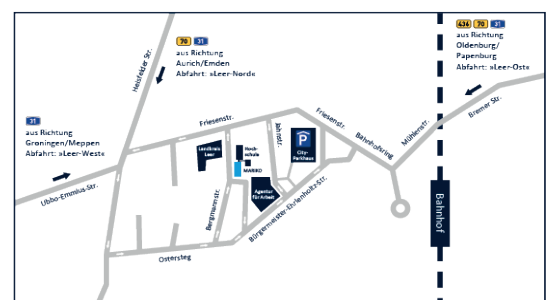 436 70 31
aus Richtung
Oldenburg/
Papenburg
Abfahrt: »Leer-Ost«
70 31
aus Richtung
Aurich/Emden
Abfahrt: »Leer-Nord«
31
aus Richtung
Groningen/Meppen
Abfahrt: »Leer-West«
Heisfelder Str.
Bremer Str.
Friesenstr.
Friesenstr.
Mühlenstr.
Bahnhofsring
Jahnstr.
P
City-
Parkhaus
Landkreis
Leer
Hoch-
schule
MARIKO
Agentur
für Arbeit
Ubbo-Emmius-Str.
Bergmannstr.
Bürgermeister-Ehrlenholtz-Str.
Bahnhof
Ostersteg